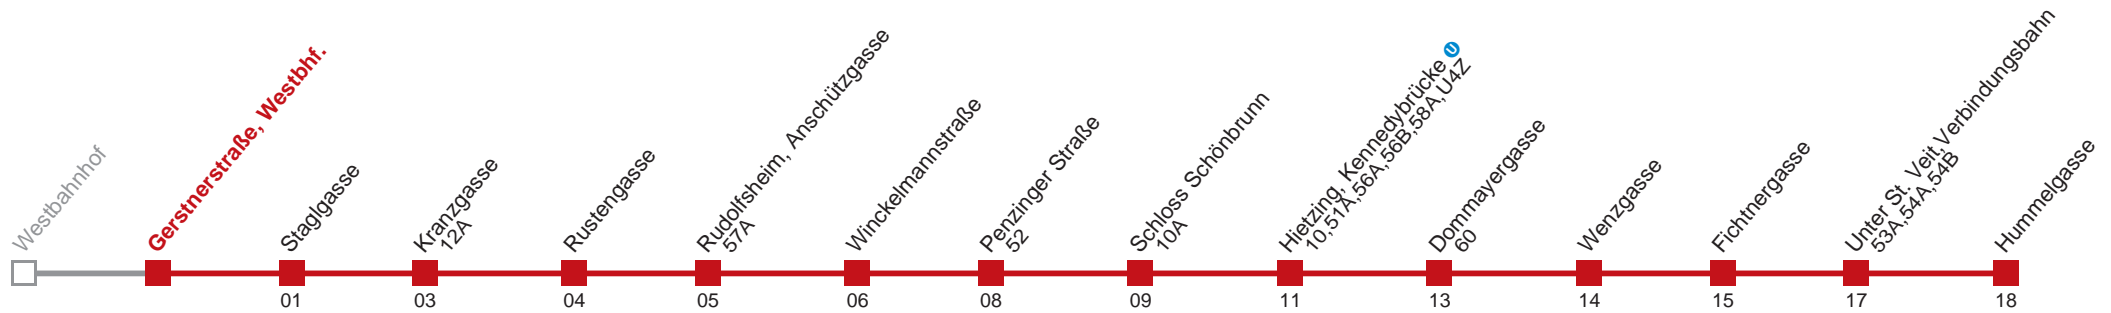 Westbahnhof
Gerstnerstraße, Westbhf.
Staglgasse
Kranzgasse
12A
Rustengasse
Rudolfsheim, Anschützgasse
57A
Winckelmannstraße
Penzinger Straße
52
Schloss Schönbrunn
10A
Hietzing, Kennedybrücke U
10,51A,56A,56B,58A,U4Z
Dommayergasse
60
Wenzgasse
Fichtnergasse
Unter St. Veit,Verbindungsbahn
53A,54A,54B
Hummelgasse
01
03
04
05
06
08
09
11
13
14
15
17
18